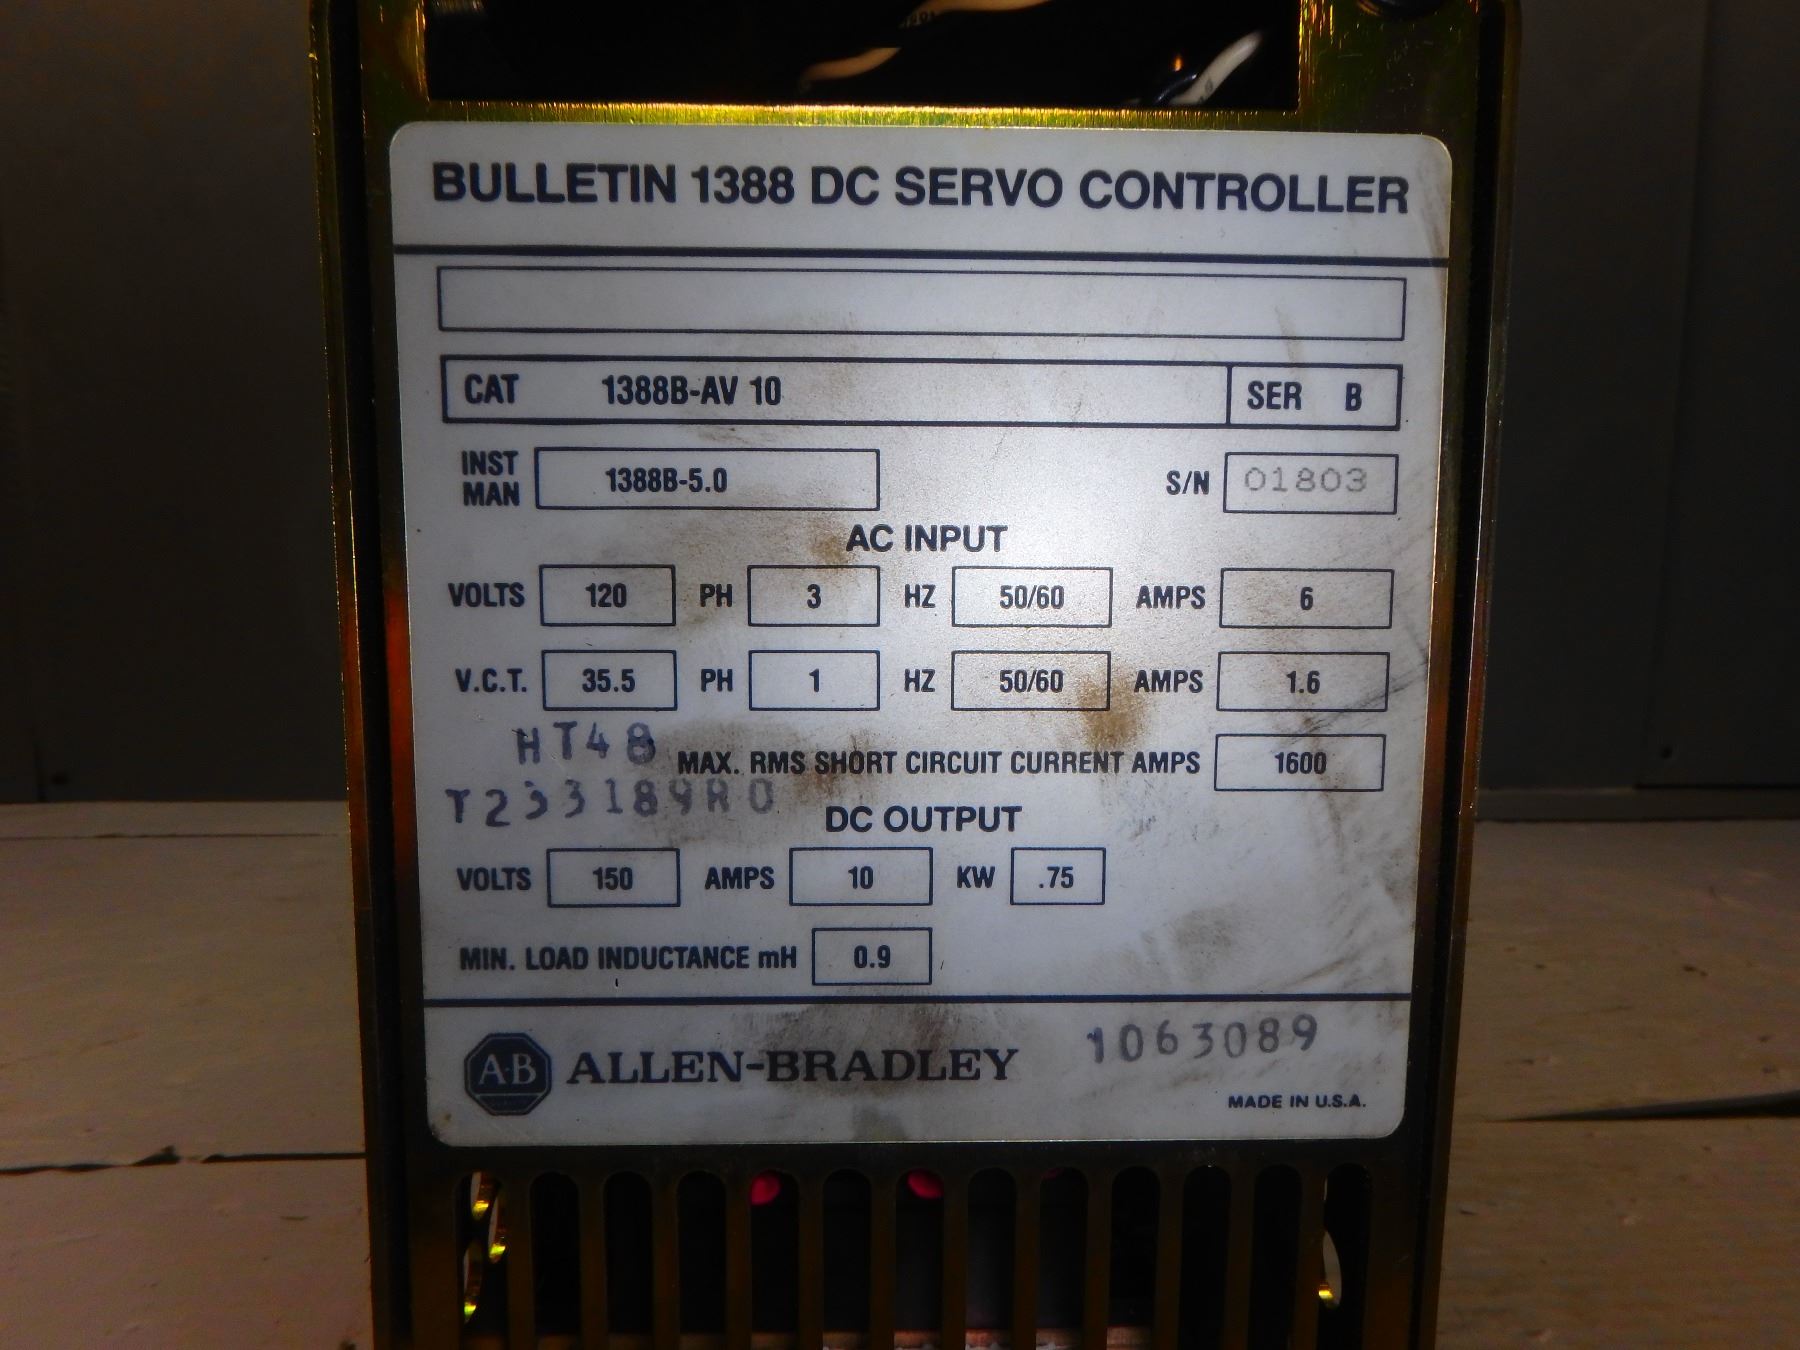 BULLETIN 1388 DC SERVO CONTROLLER
CAT 1388B-AV 10 SER B
INST MAN 1388B-5.0 S/N 01803
AC INPUT
VOLTS 120 PH 3 HZ 50/60 AMPS 6
V.C.T. 35.5 PH 1 HZ 50/60 AMPS 1.6
HT48
MAX. RMS SHORT CIRCUIT CURRENT AMPS 1600
T233189R0
DC OUTPUT
VOLTS 150 AMPS 10 KW .75
MIN. LOAD INDUCTANCE mH 0.9
A·B ALLEN-BRADLEY 1063089
MADE IN U.S.A.